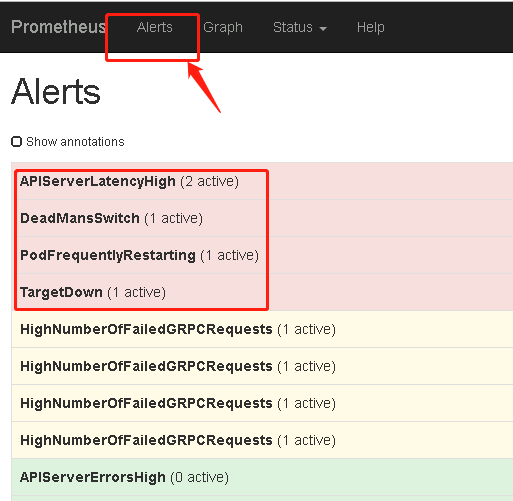 Prometheus Alerts Graph Status Help
Alerts
Show annotations
APIServerLatencyHigh (2 active)
DeadMansSwitch (1 active)
PodFrequentlyRestarting (1 active)
TargetDown (1 active)
HighNumberOfFailedGRPCRequests (1 active)
HighNumberOfFailedGRPCRequests (1 active)
HighNumberOfFailedGRPCRequests (1 active)
HighNumberOfFailedGRPCRequests (1 active)
APIServerErrorsHigh (0 active)